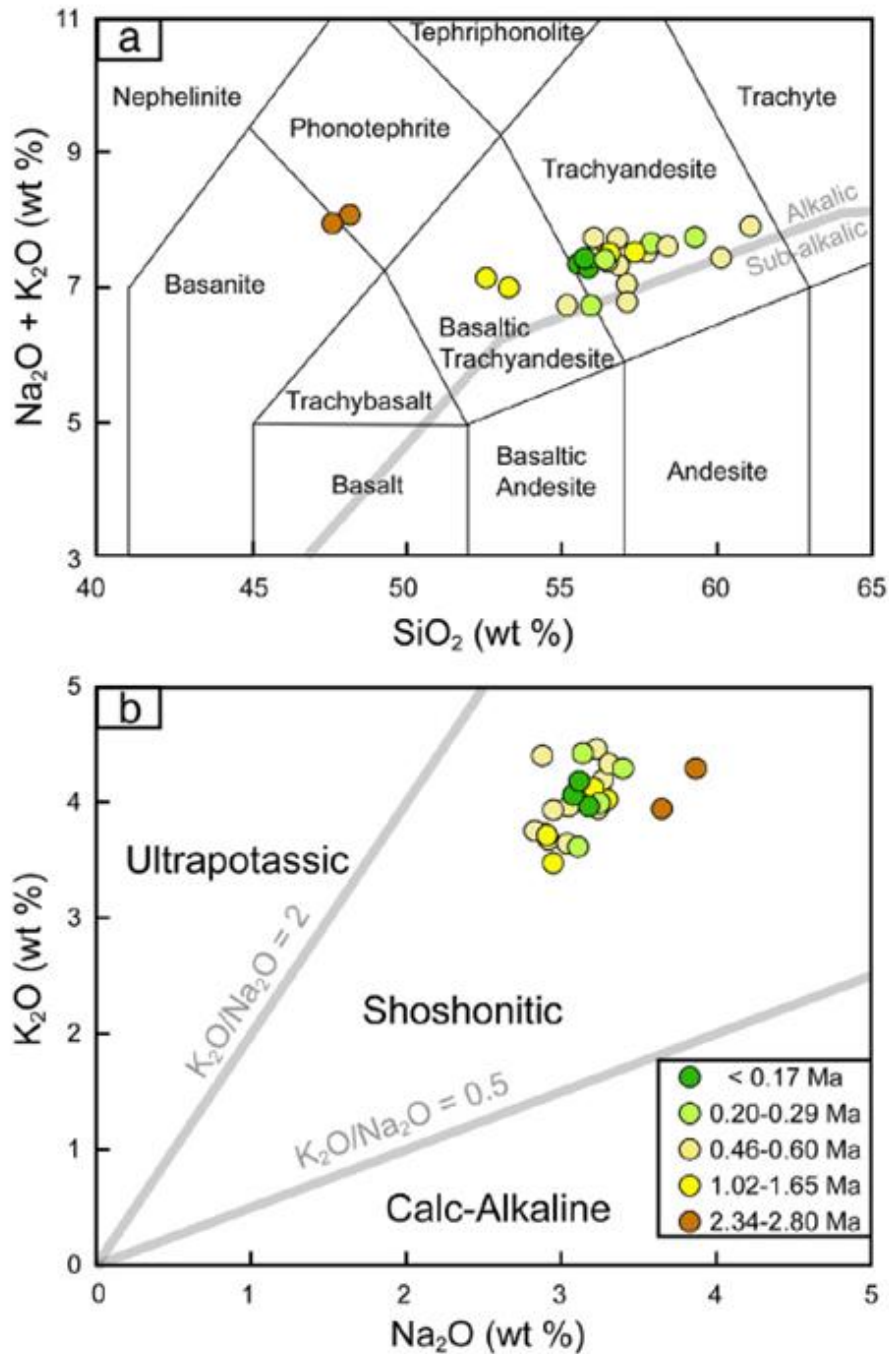 a
11
Tephriphonolite
Nephelinite
Trachyte
Phonotephrite
9
Trachyandesite
Alkalic
Sub-alkalic
Basanite
7
Basaltic
Trachyandesite
Trachybasalt
5
Basaltic
Andesite
Andesite
Basalt
3
Na₂O + K₂O (wt %)
40 45 50 55 60 65
SiO₂ (wt %)
b
5
4
Ultrapotassic
3
K₂O/Na₂O = 2
Shoshonitic
2
K₂O/Na₂O = 0.5
1
Calc-Alkaline
0
K₂O (wt %)
< 0.17 Ma
0.20-0.29 Ma
0.46-0.60 Ma
1.02-1.65 Ma
2.34-2.80 Ma
0 1 2 3 4 5
Na₂O (wt %)